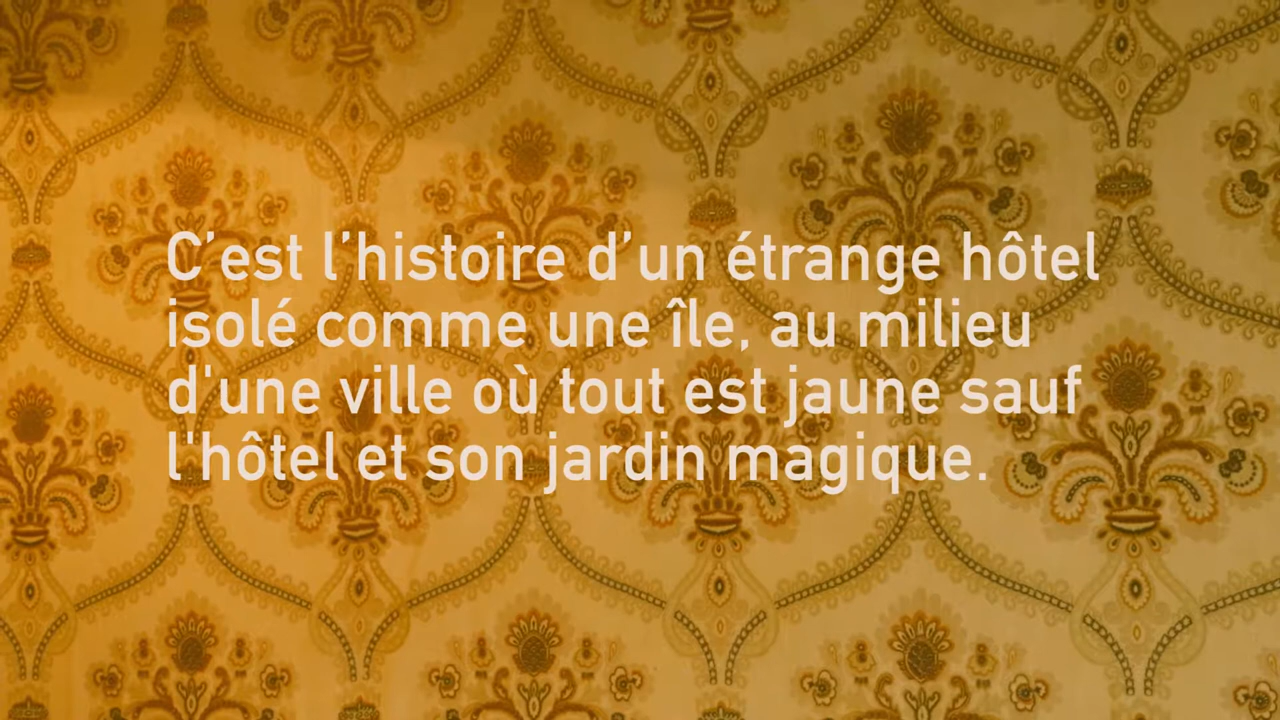 C’est l’histoire d’un étrange hôtel
isolé comme une île, au milieu
d'une ville où tout est jaune sauf
l'hôtel et son jardin magique.